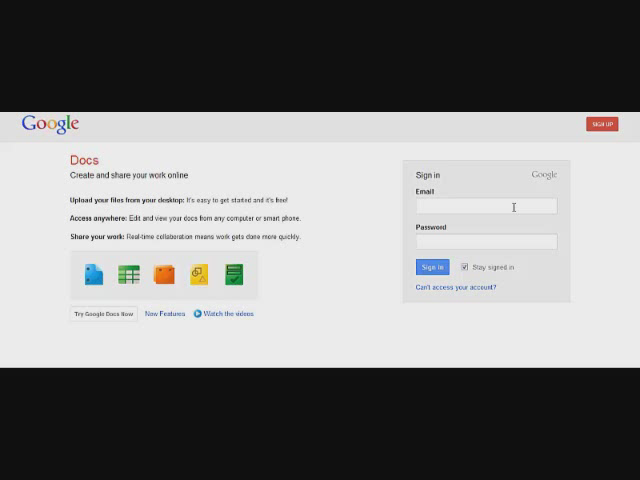 Google
SIGN UP
Docs
Create and share your work online
Upload your files from your desktop: It's easy to get started and it's free!
Access anywhere: Edit and view your docs from any computer or smart phone.
Share your work: Real-time collaboration means work gets done more quickly.
Try Google Docs Now
New Features
Watch the videos
Sign in
Google
Email
Password
Sign in
Stay signed in
Can't access your account?